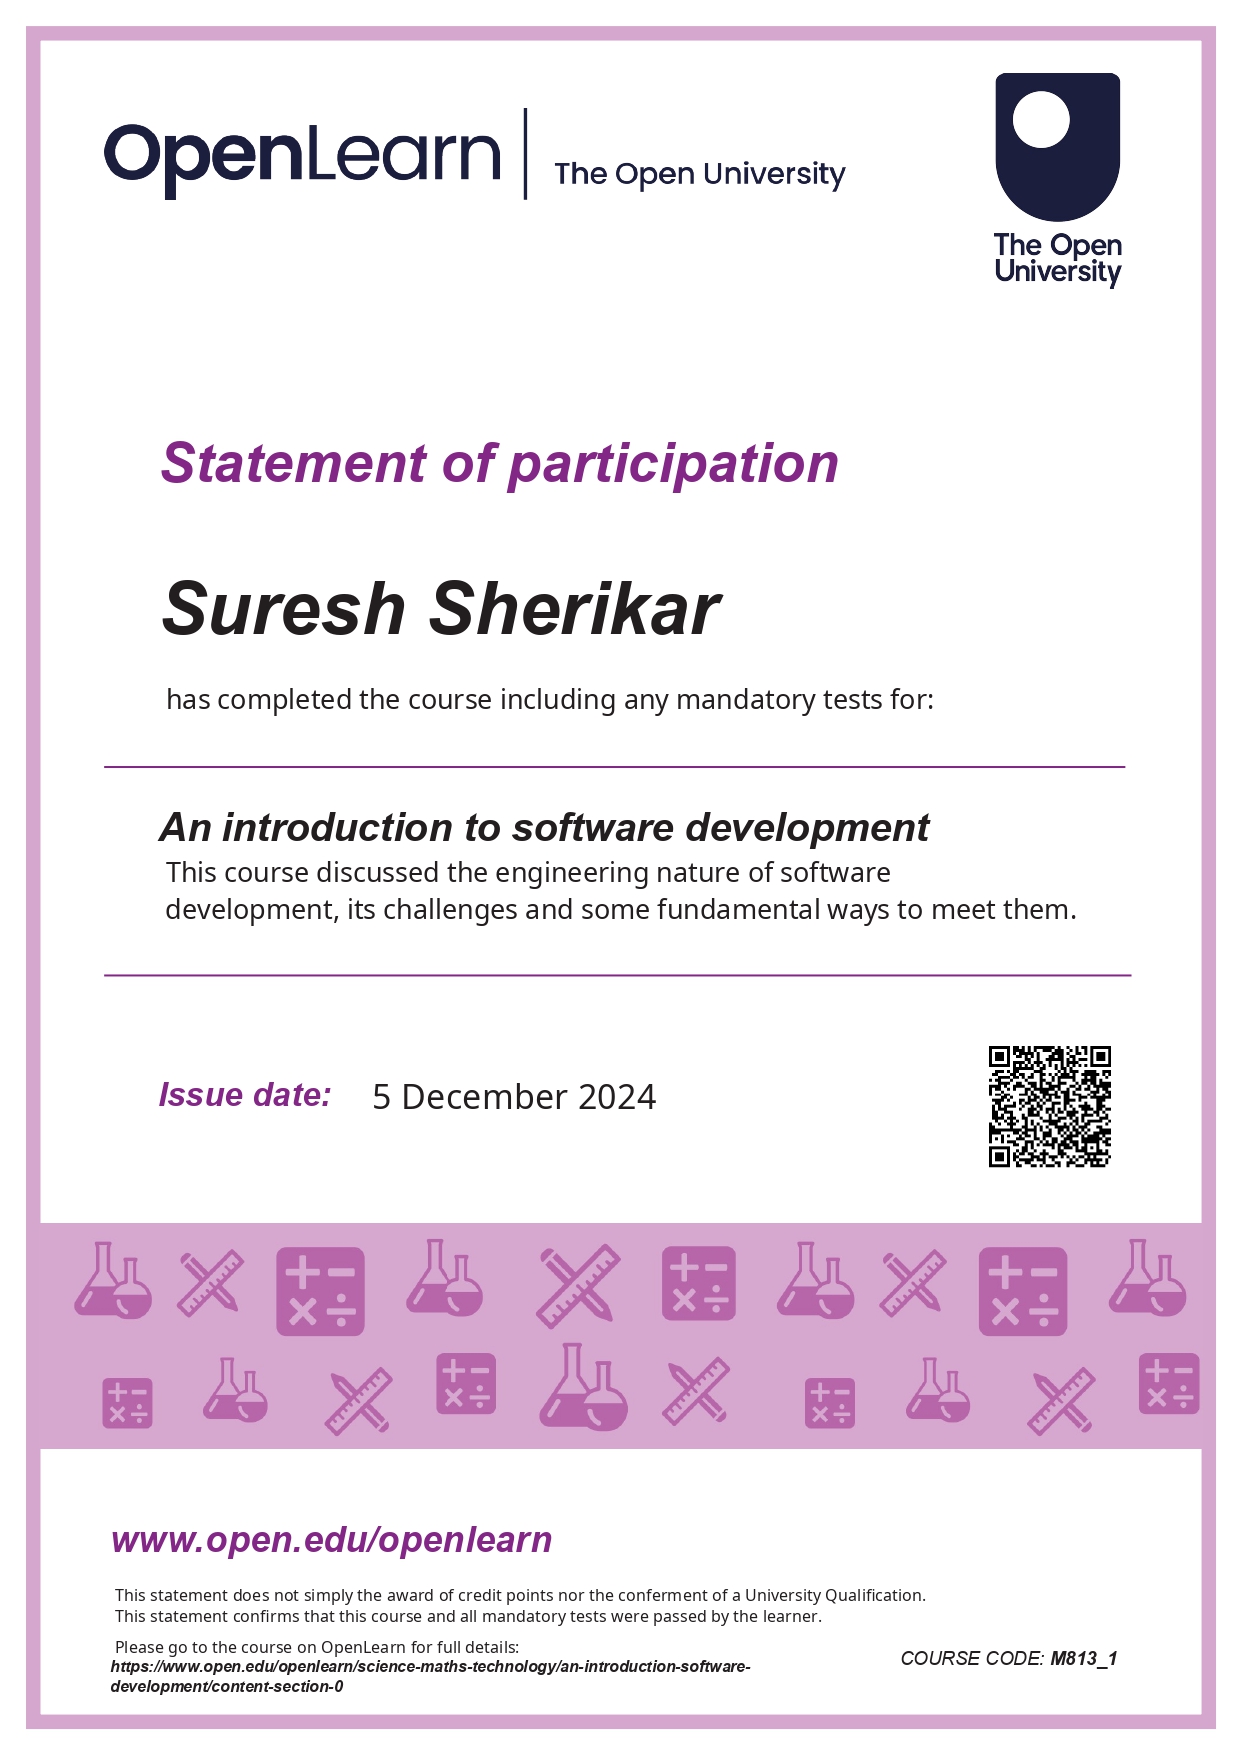 OpenLearn The Open University
The Open
University
Statement of participation
Suresh Sherikar
has completed the course including any mandatory tests for:
An introduction to software development
This course discussed the engineering nature of software
development, its challenges and some fundamental ways to meet them.
Issue date: 5 December 2024
www.open.edu/openlearn
This statement does not simply the award of credit points nor the conferment of a University Qualification.
This statement confirms that this course and all mandatory tests were passed by the learner.
Please go to the course on OpenLearn for full details:
https://www.open.edu/openlearn/science-maths-technology/an-introduction-software-
development/content-section-0
COURSE CODE: M813_1